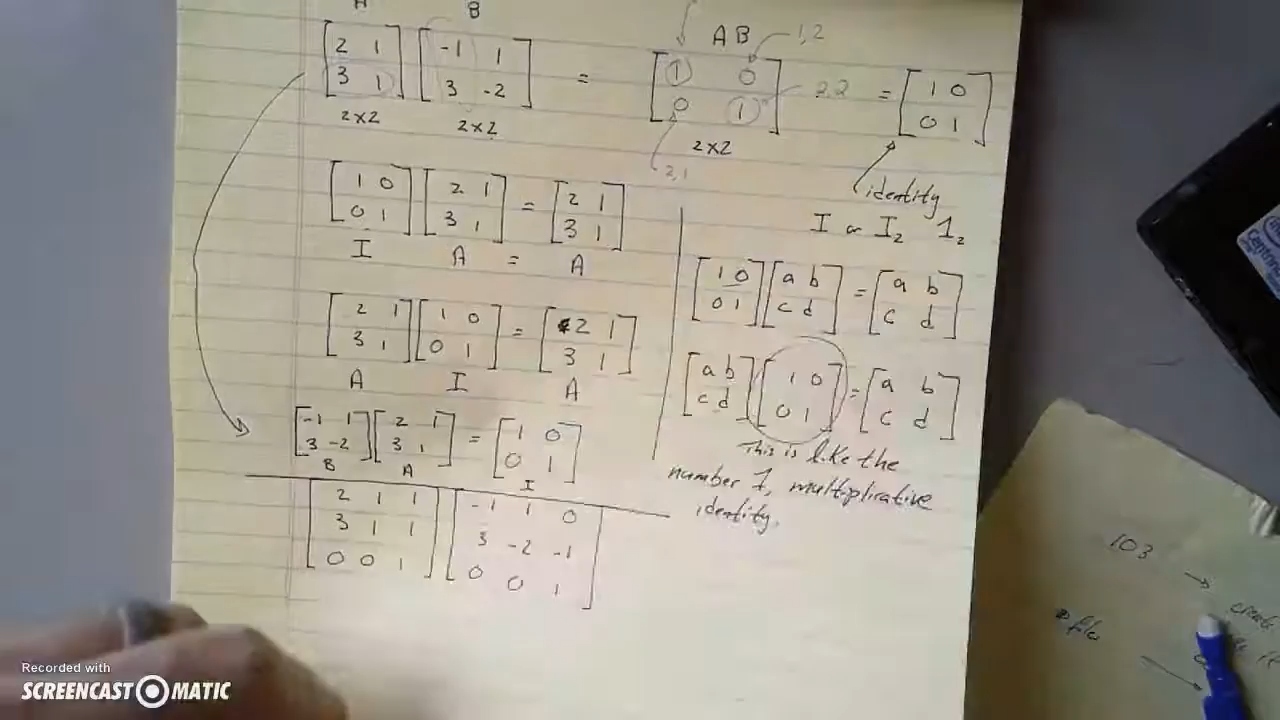 A B
[2 1] [-1 1] = AB [1 0] 1,2 2,2 = [1 0]
[3 1] [3 -2] [0 1] [0 1]
2x2 2x2 2x2 2,1
identity
I or I₂ 1₂
[1 0] [2 1] = [2 1]
[0 1] [3 1] [3 1]
I A = A
[2 1] [1 0] = [2 1]
[3 1] [0 1] [3 1]
A I A
[-1 1] [2 1] = [1 0]
[3 -2] [3 1] [0 1]
B A I
[1 0] [a b] = [a b]
[0 1] [c d] [c d]
[a b] [1 0] = [a b]
[c d] [0 1] [c d]
This is like the
number 1, multiplicative
identity.
[2 1 1] [-1 1 0]
[3 1 1] [3 -2 -1]
[0 0 1] [0 0 1]
103
file
create
Recorded with
SCREENCAST-O-MATIC